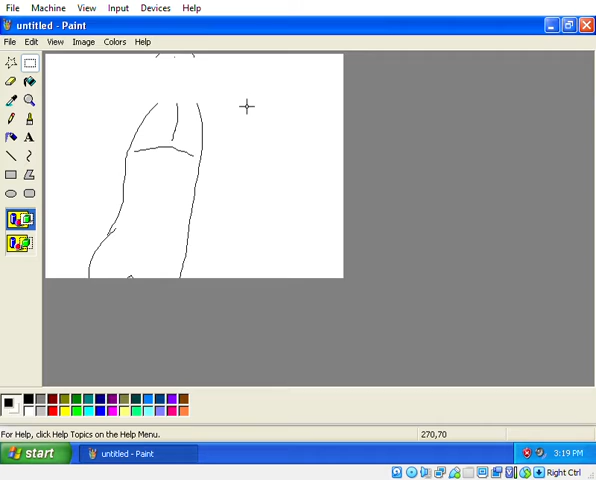 File Machine View Input Devices Help
untitled - Paint
File Edit View Image Colors Help
A
For Help, click Help Topics on the Help Menu.
270,70
start
untitled - Paint
3:19 PM
Right Ctrl